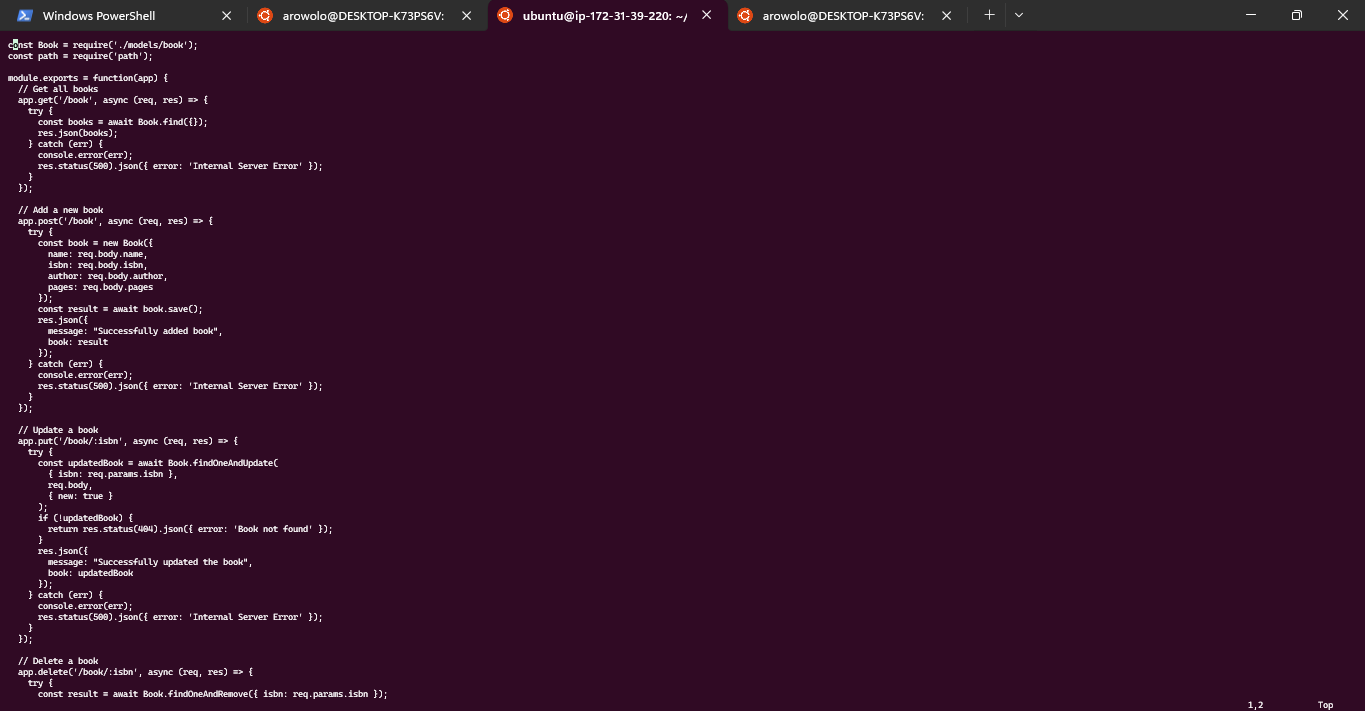 Windows PowerShell
arowolo@DESKTOP-K73PS6V:
ubuntu@ip-172-31-39-220: ~/
arowolo@DESKTOP-K73PS6V:
const Book = require('./models/book');
const path = require('path');

module.exports = function(app) {
  // Get all books
  app.get('/book', async (req, res) => {
    try {
      const books = await Book.find({});
      res.json(books);
    } catch (err) {
      console.error(err);
      res.status(500).json({ error: 'Internal Server Error' });
    }
  });

  // Add a new book
  app.post('/book', async (req, res) => {
    try {
      const book = new Book({
        name: req.body.name,
        isbn: req.body.isbn,
        author: req.body.author,
        pages: req.body.pages
      });
      const result = await book.save();
      res.json({
        message: "Successfully added book",
        book: result
      });
    } catch (err) {
      console.error(err);
      res.status(500).json({ error: 'Internal Server Error' });
    }
  });

  // Update a book
  app.put('/book/:isbn', async (req, res) => {
    try {
      const updatedBook = await Book.findOneAndUpdate(
        { isbn: req.params.isbn },
        req.body,
        { new: true }
      );
      if (!updatedBook) {
        return res.status(404).json({ error: 'Book not found' });
      }
      res.json({
        message: "Successfully updated the book",
        book: updatedBook
      });
    } catch (err) {
      console.error(err);
      res.status(500).json({ error: 'Internal Server Error' });
    }
  });

  // Delete a book
  app.delete('/book/:isbn', async (req, res) => {
    try {
      const result = await Book.findOneAndRemove({ isbn: req.params.isbn });
1,2 Top